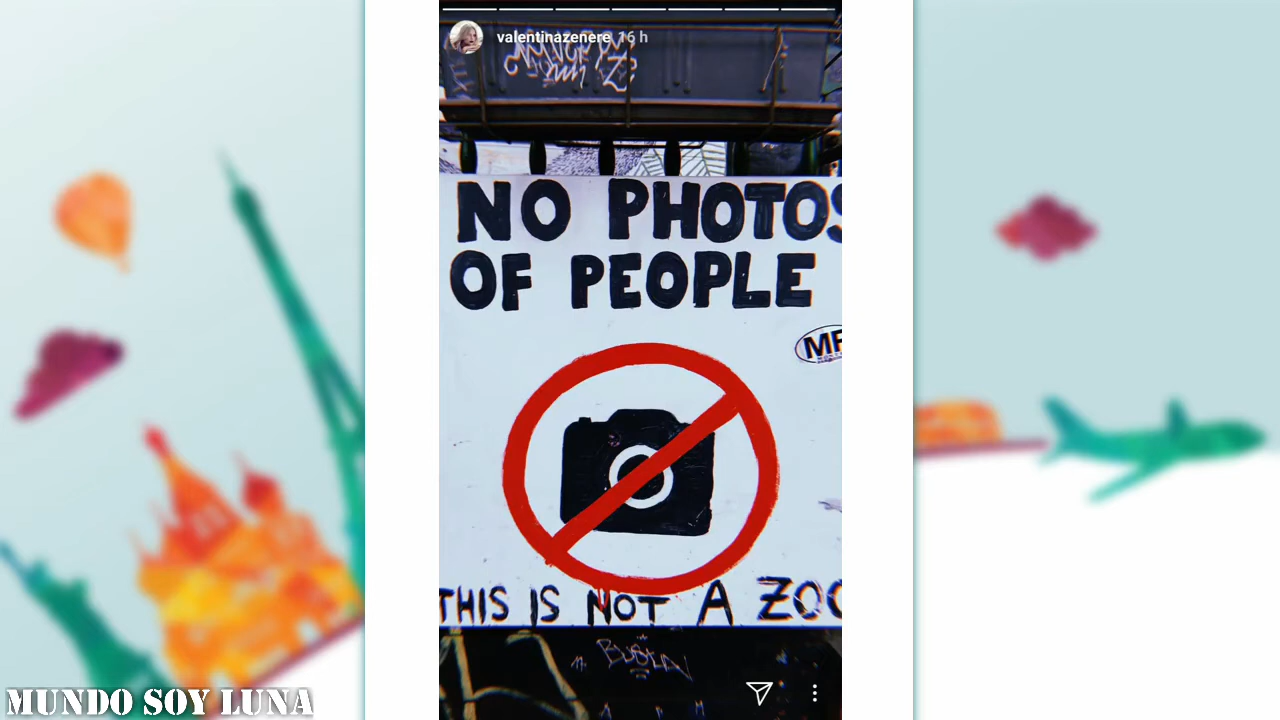 valentinazenere 16 h
NO PHOTOS
OF PEOPLE
THIS IS NOT A ZOO
MUNDO SOY LUNA